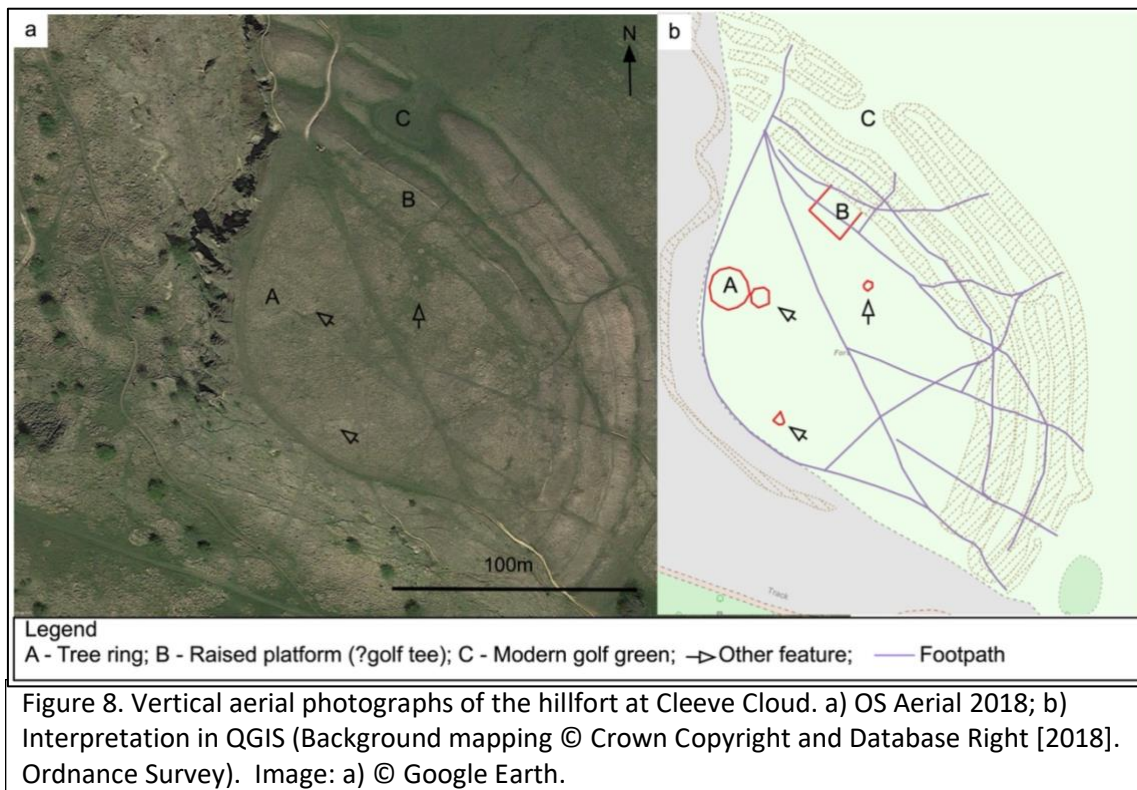 a
N
b
C
C
B
B
A
A
Fort
100m
Track
Legend
A - Tree ring; B - Raised platform (?golf tee); C - Modern golf green; Other feature; Footpath
Figure 8. Vertical aerial photographs of the hillfort at Cleeve Cloud. a) OS Aerial 2018; b)
Interpretation in QGIS (Background mapping © Crown Copyright and Database Right [2018].
Ordnance Survey). Image: a) © Google Earth.